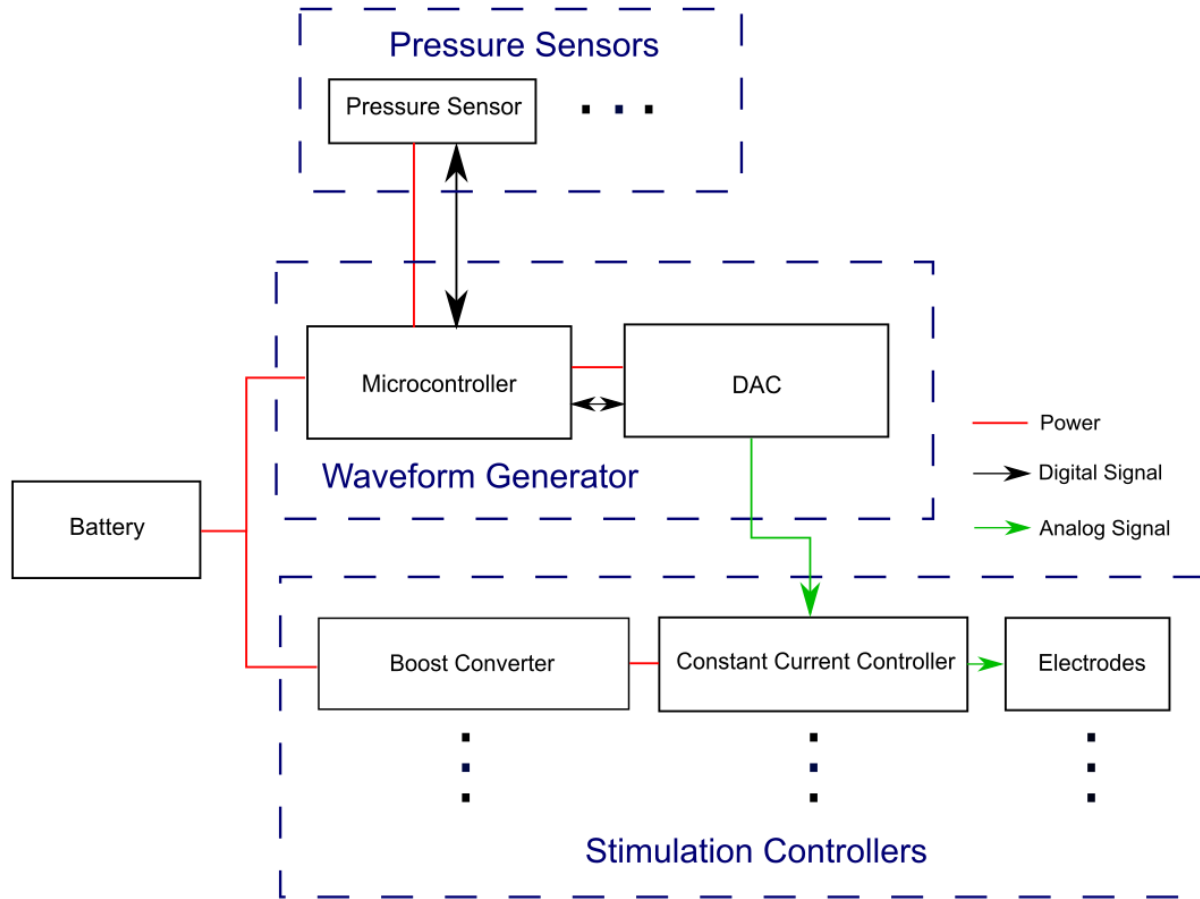 Pressure Sensors
Pressure Sensor
Microcontroller
DAC
Waveform Generator
Power
Digital Signal
Analog Signal
Battery
Boost Converter
Constant Current Controller
Electrodes
Stimulation Controllers